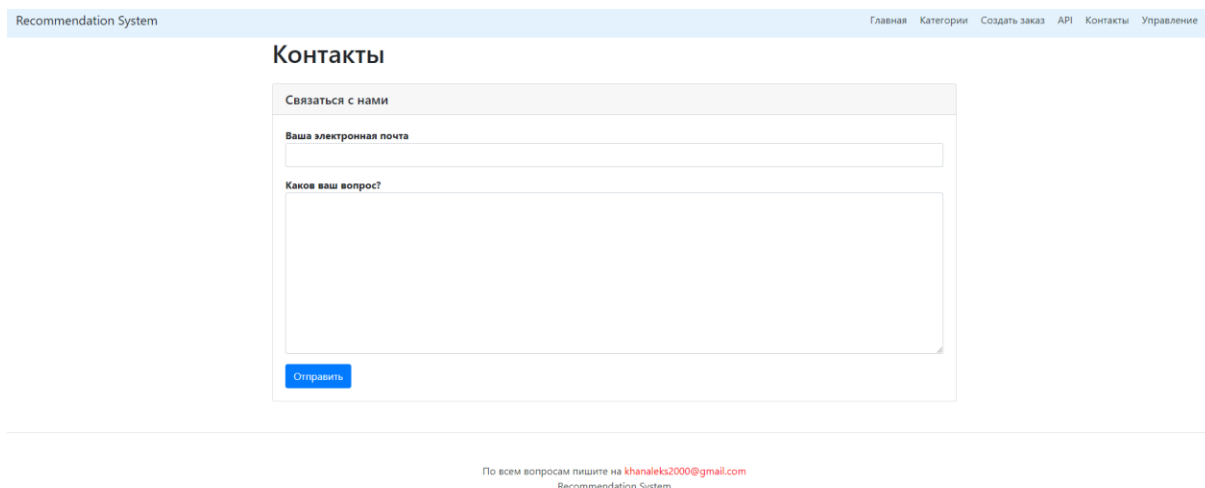 Recommendation System Главная Категории Создать заказ API Контакты Управление
Контакты
Связаться с нами
Ваша электронная почта
Каков ваш вопрос?
Отправить
По всем вопросам пишите на khanaleks2000@gmail.com
Recommendation System